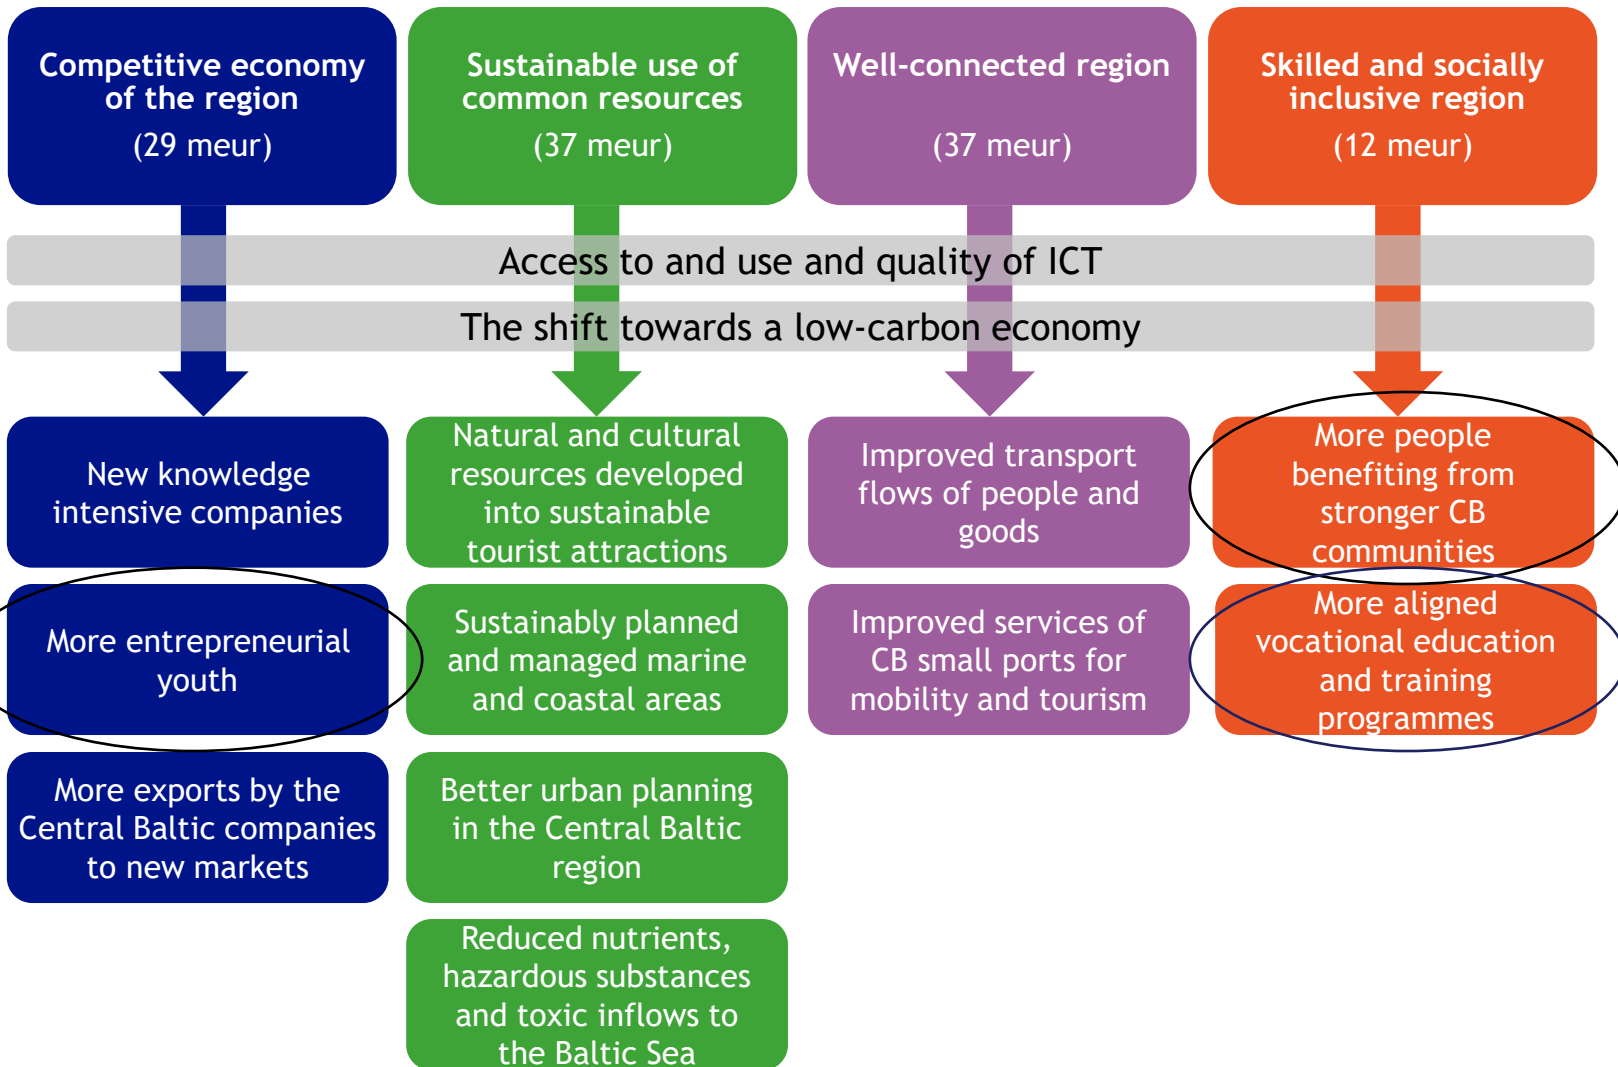 Competitive economy
of the region
(29 meur)
Sustainable use of
common resources
(37 meur)
Well-connected region
(37 meur)
Skilled and socially
inclusive region
(12 meur)
Access to and use and quality of ICT
The shift towards a low-carbon economy
New knowledge
intensive companies
More entrepreneurial
youth
More exports by the
Central Baltic companies
to new markets
Natural and cultural
resources developed
into sustainable
tourist attractions
Sustainably planned
and managed marine
and coastal areas
Better urban planning
in the Central Baltic
region
Reduced nutrients,
hazardous substances
and toxic inflows to
the Baltic Sea
Improved transport
flows of people and
goods
Improved services of
CB small ports for
mobility and tourism
More people
benefiting from
stronger CB
communities
More aligned
vocational education
and training
programmes